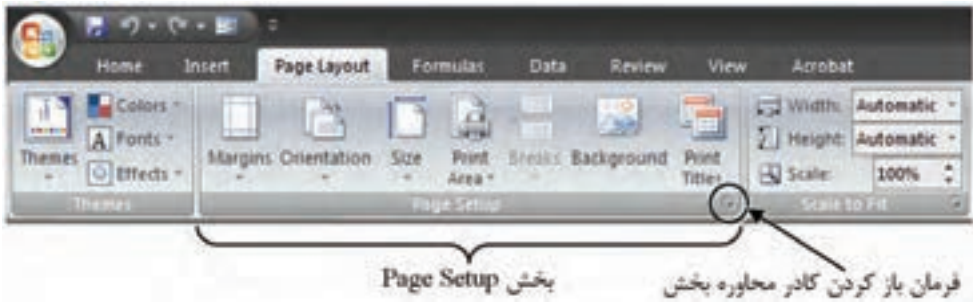 Home Insert Page Layout Formulas Data Review View Acrobat
Themes
Colors
Fonts
Effects
Themes
Margins
Orientation
Size
Print
Area
Breaks
Background
Print
Titles
Page Setup
Width: Automatic
Height: Automatic
Scale: 100%
Scale to Fit
بخش Page Setup
فرمان باز کردن کادر محاوره بخش